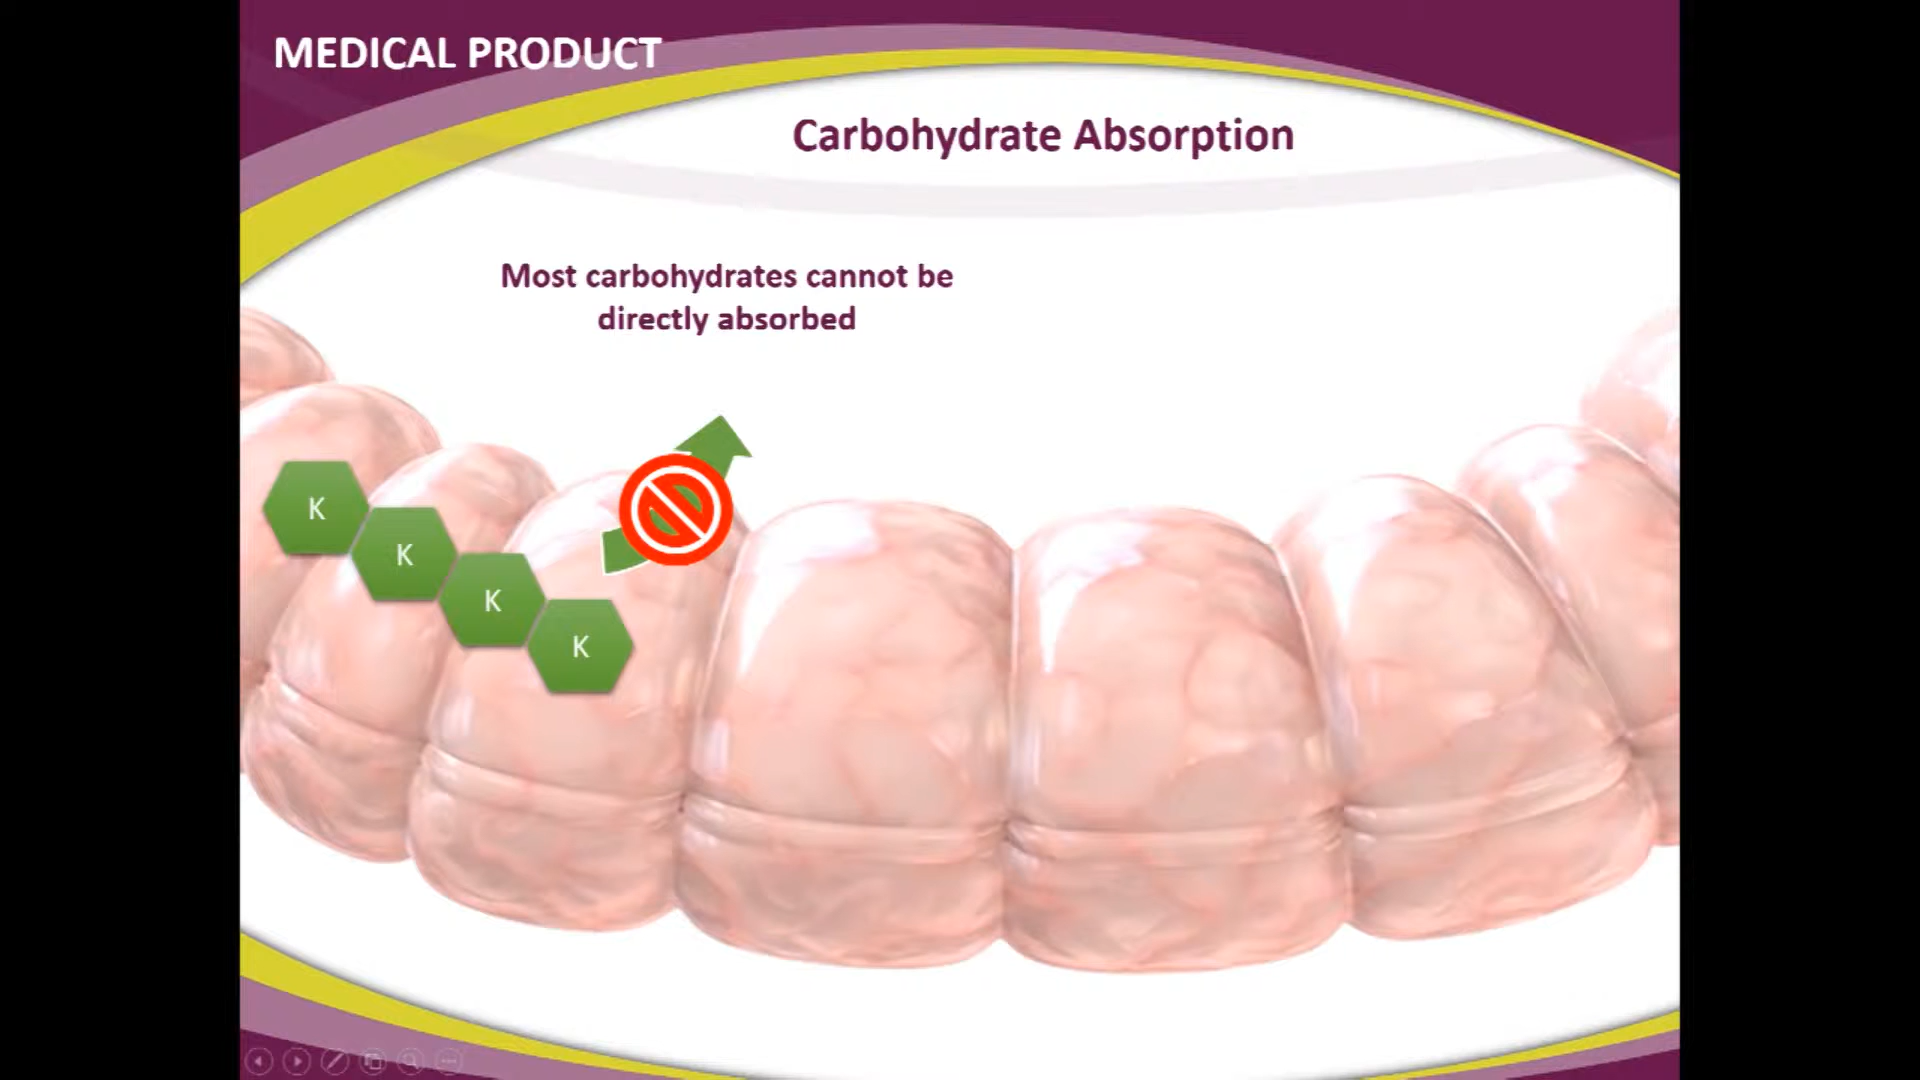 MEDICAL PRODUCT
Carbohydrate Absorption
Most carbohydrates cannot be
directly absorbed
K
K
K
K